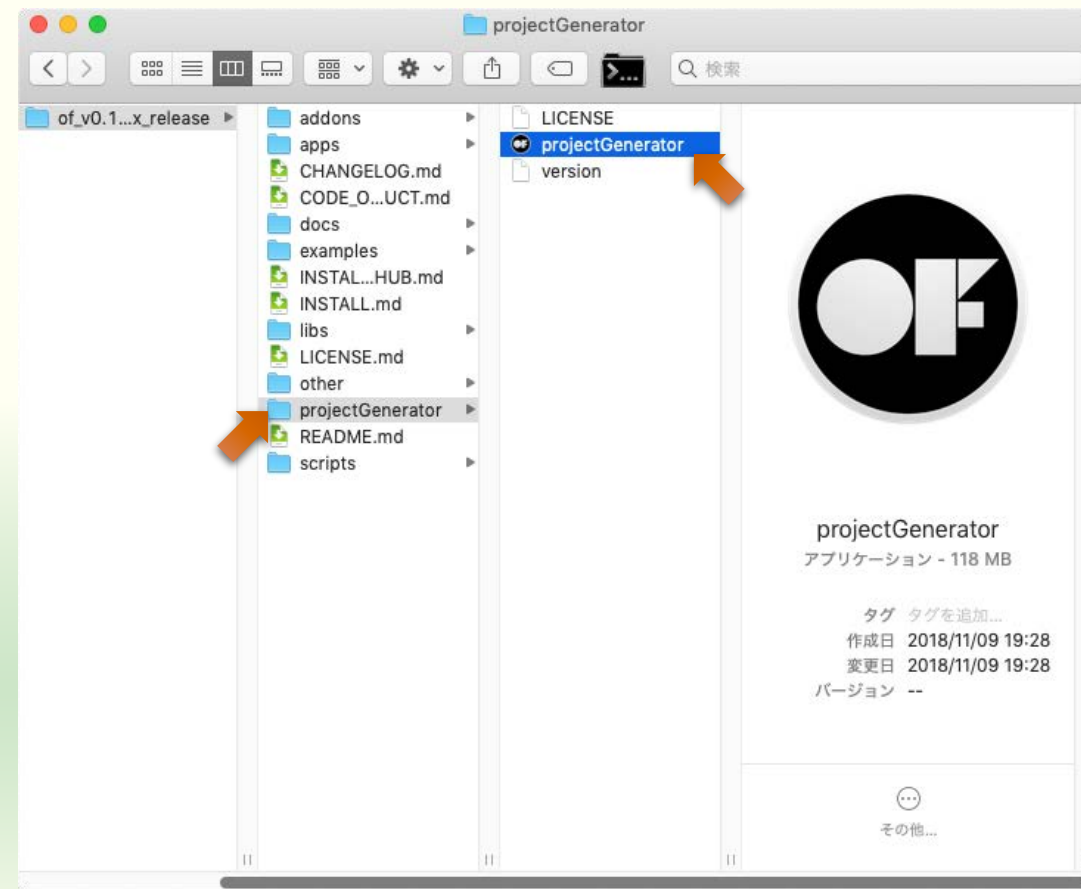 projectGenerator
検索
of_v0.1...x_release
addons
apps
CHANGELOG.md
CODE_O...UCT.md
docs
examples
INSTAL...HUB.md
INSTALL.md
libs
LICENSE.md
other
projectGenerator
README.md
scripts
LICENSE
projectGenerator
version
OF
projectGenerator
アプリケーション - 118 MB
タグ タグを追加...
作成日 2018/11/09 19:28
変更日 2018/11/09 19:28
バージョン --
その他...